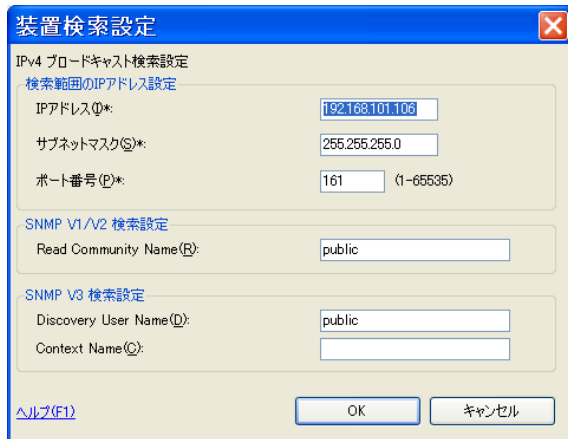 装置検索設定
IPv4 ブロードキャスト検索設定
検索範囲のIPアドレス設定
IPアドレス(I)*: 192.168.101.106
サブネットマスク(S)*: 255.255.255.0
ポート番号(P)*: 161 (1-65535)
SNMP V1/V2 検索設定
Read Community Name(R): public
SNMP V3 検索設定
Discovery User Name(D): public
Context Name(C):
ヘルプ(F1) OK キャンセル